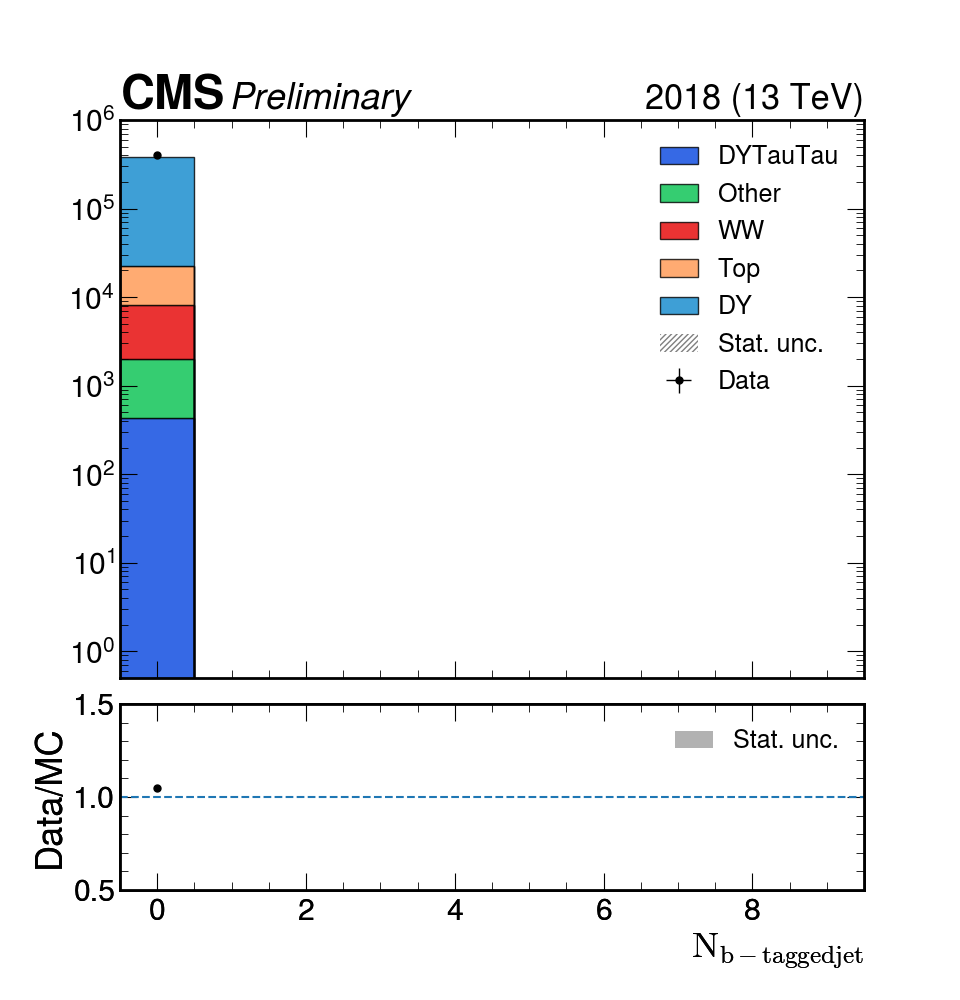 CMS Preliminary 2018 (13 TeV)
10^6
10^5
10^4
10^3
10^2
10^1
10^0
DYTauTau
Other
WW
Top
DY
Stat. unc.
Data
1.5
1.0
0.5
Data/MC
Stat. unc.
0 2 4 6 8
N_{b-taggedjet}